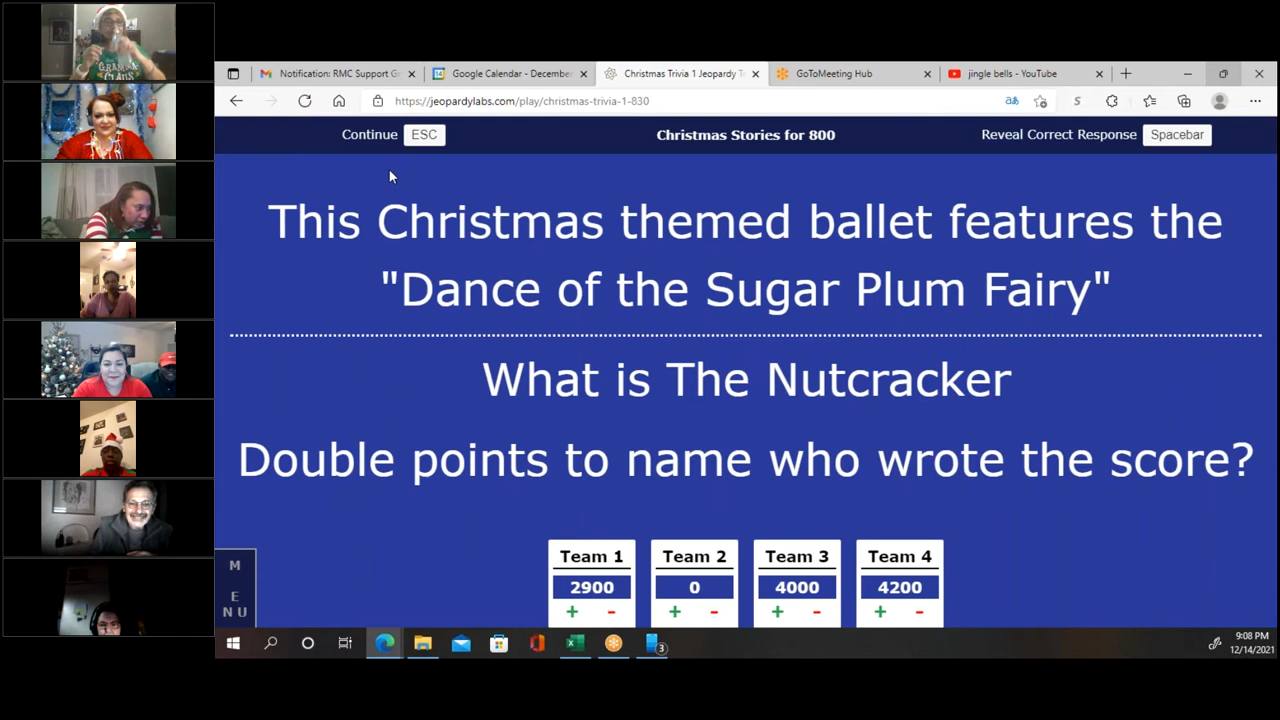 Notification: RMC Support Gr
Google Calendar - December
Christmas Trivia 1 Jeopardy T
GoToMeeting Hub
jingle bells - YouTube
https://jeopardylabs.com/play/christmas-trivia-1-830
Continue ESC
Christmas Stories for 800
Reveal Correct Response Spacebar
This Christmas themed ballet features the
"Dance of the Sugar Plum Fairy"
What is The Nutcracker
Double points to name who wrote the score?
MENU
Team 1 Team 2 Team 3 Team 4
2900 0 4000 4200
+ - + - + - + -
3
9:08 PM
12/14/2021